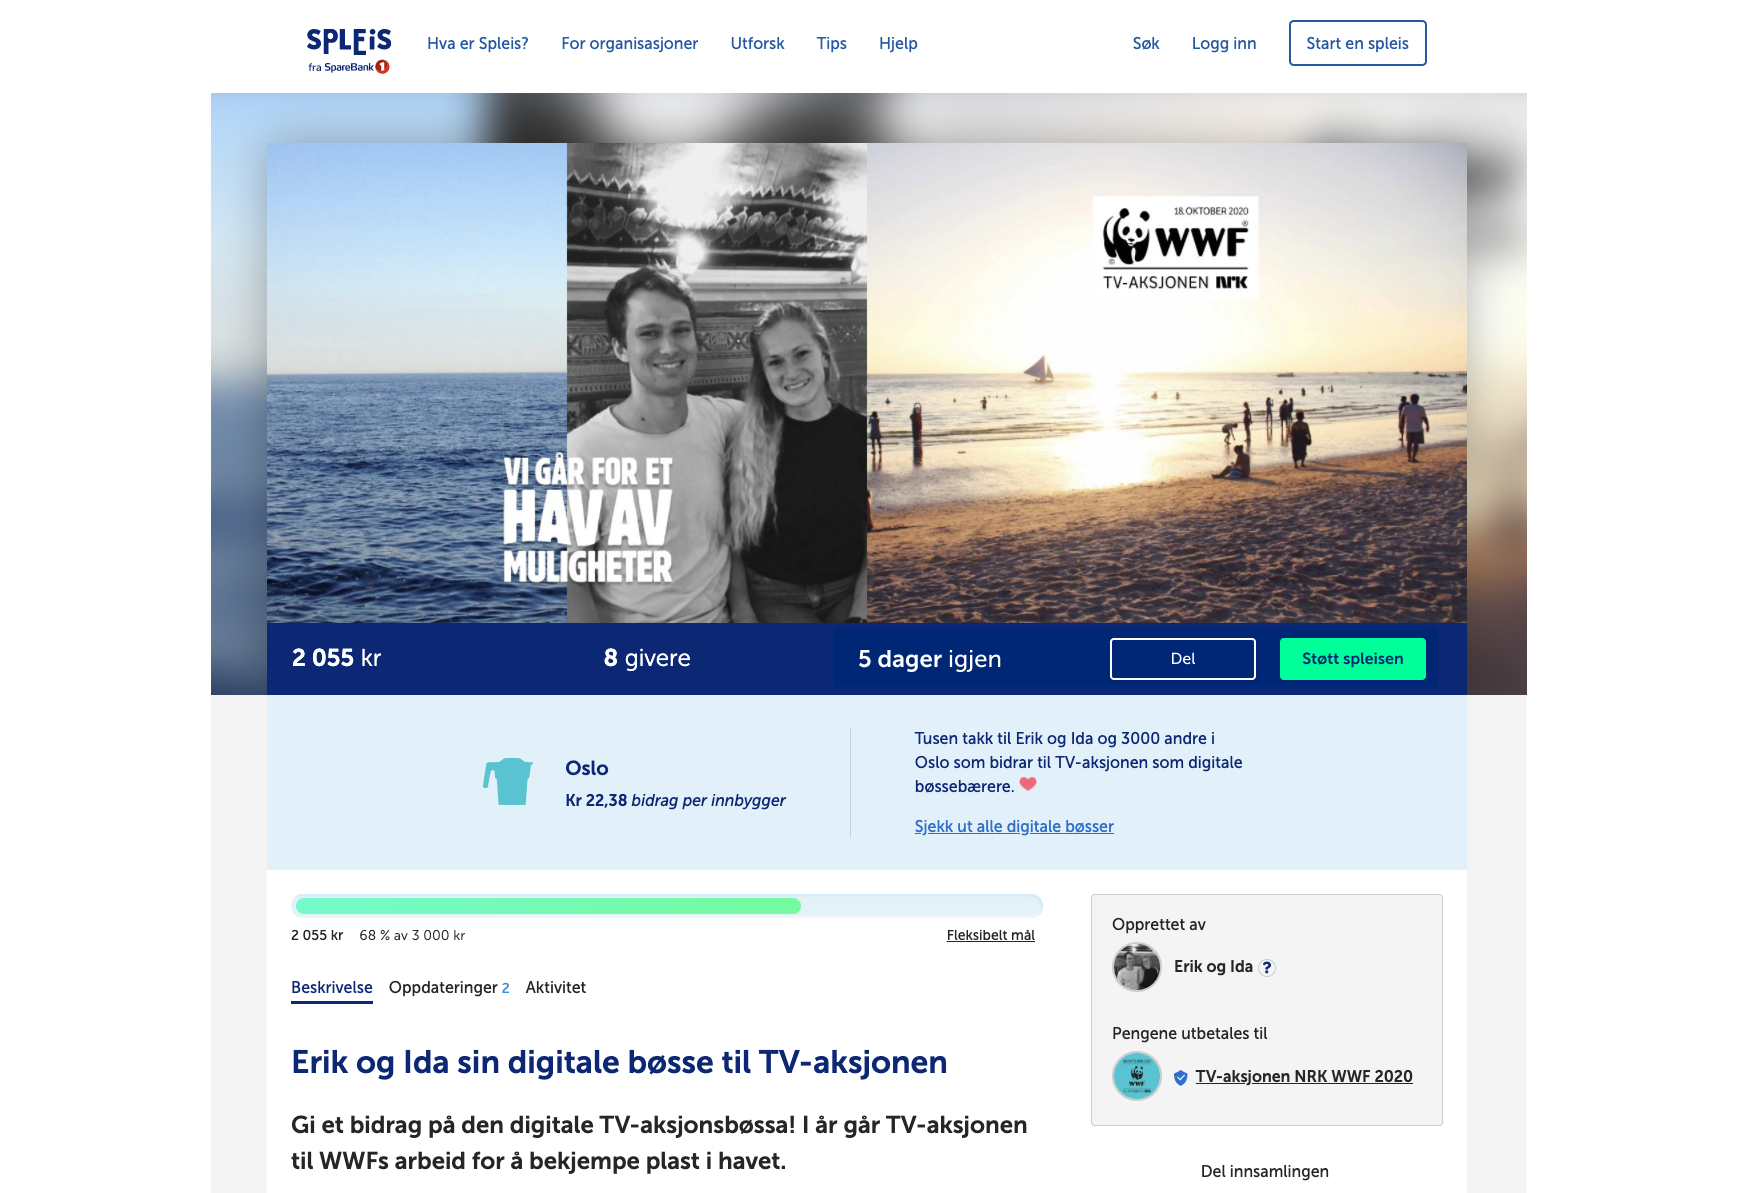 SPLEIS
fra SpareBank 1
Hva er Spleis?
For organisasjoner
Utforsk
Tips
Hjelp
Søk
Logg inn
Start en spleis
18. OKTOBER 2020
WWF
TV-AKSJONEN NRK
VI GÅR FOR ET
HAV AV
MULIGHETER
2 055 kr
8 givere
5 dager igjen
Del
Støtt spleisen
Oslo
Kr 22,38 bidrag per innbygger
Tusen takk til Erik og Ida og 3000 andre i
Oslo som bidrar til TV-aksjonen som digitale
bøssebærere.
Sjekk ut alle digitale bøsser
2 055 kr 68 % av 3 000 kr
Fleksibelt mål
Beskrivelse
Oppdateringer 2
Aktivitet
Erik og Ida sin digitale bøsse til TV-aksjonen
Gi et bidrag på den digitale TV-aksjonsbøssa! I år går TV-aksjonen
til WWFs arbeid for å bekjempe plast i havet.
Opprettet av
Erik og Ida ?
Pengene utbetales til
WWF
TV-aksjonen NRK WWF 2020
Del innsamlingen